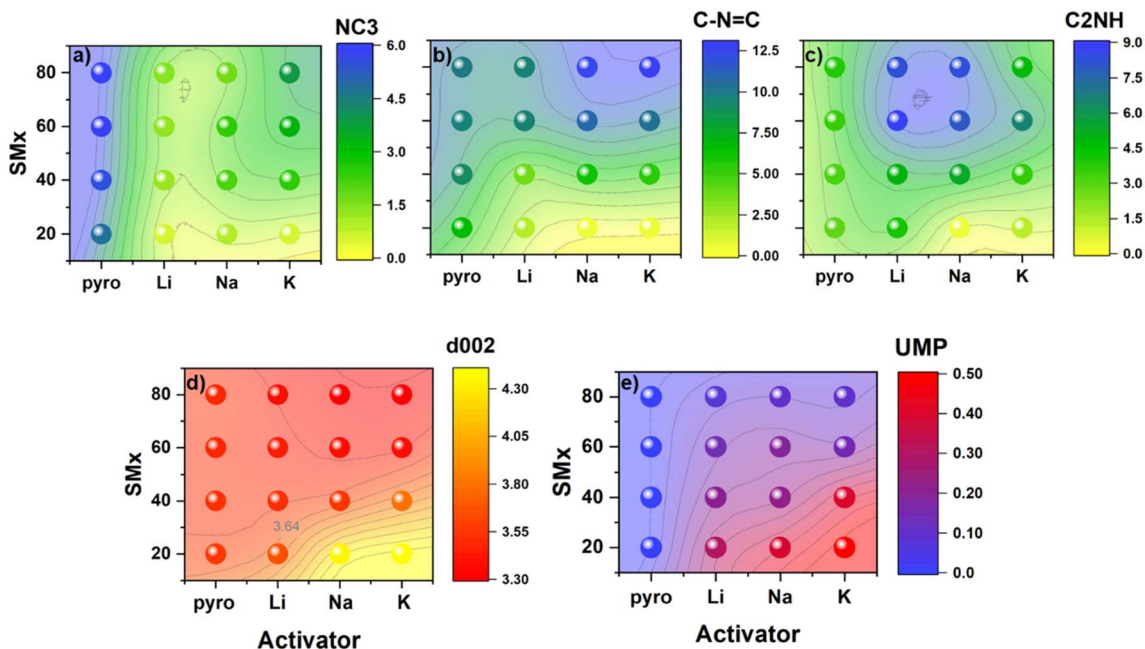 NC3
a)
6.0
4.5
3.0
1.5
0.0
SMx
80
60
40
20
pyro Li Na K
C-N=C
b)
12.5
10.0
7.50
5.00
2.50
0.00
pyro Li Na K
C2NH
c)
9.0
7.5
6.0
4.5
3.0
1.5
0.0
pyro Li Na K
d002
d)
4.30
4.05
3.80
3.55
3.30
SMx
80
60
40
20
3.64
pyro Li Na K
Activator
UMP
e)
0.50
0.40
0.30
0.20
0.10
0.0
SMx
80
60
40
20
pyro Li Na K
Activator